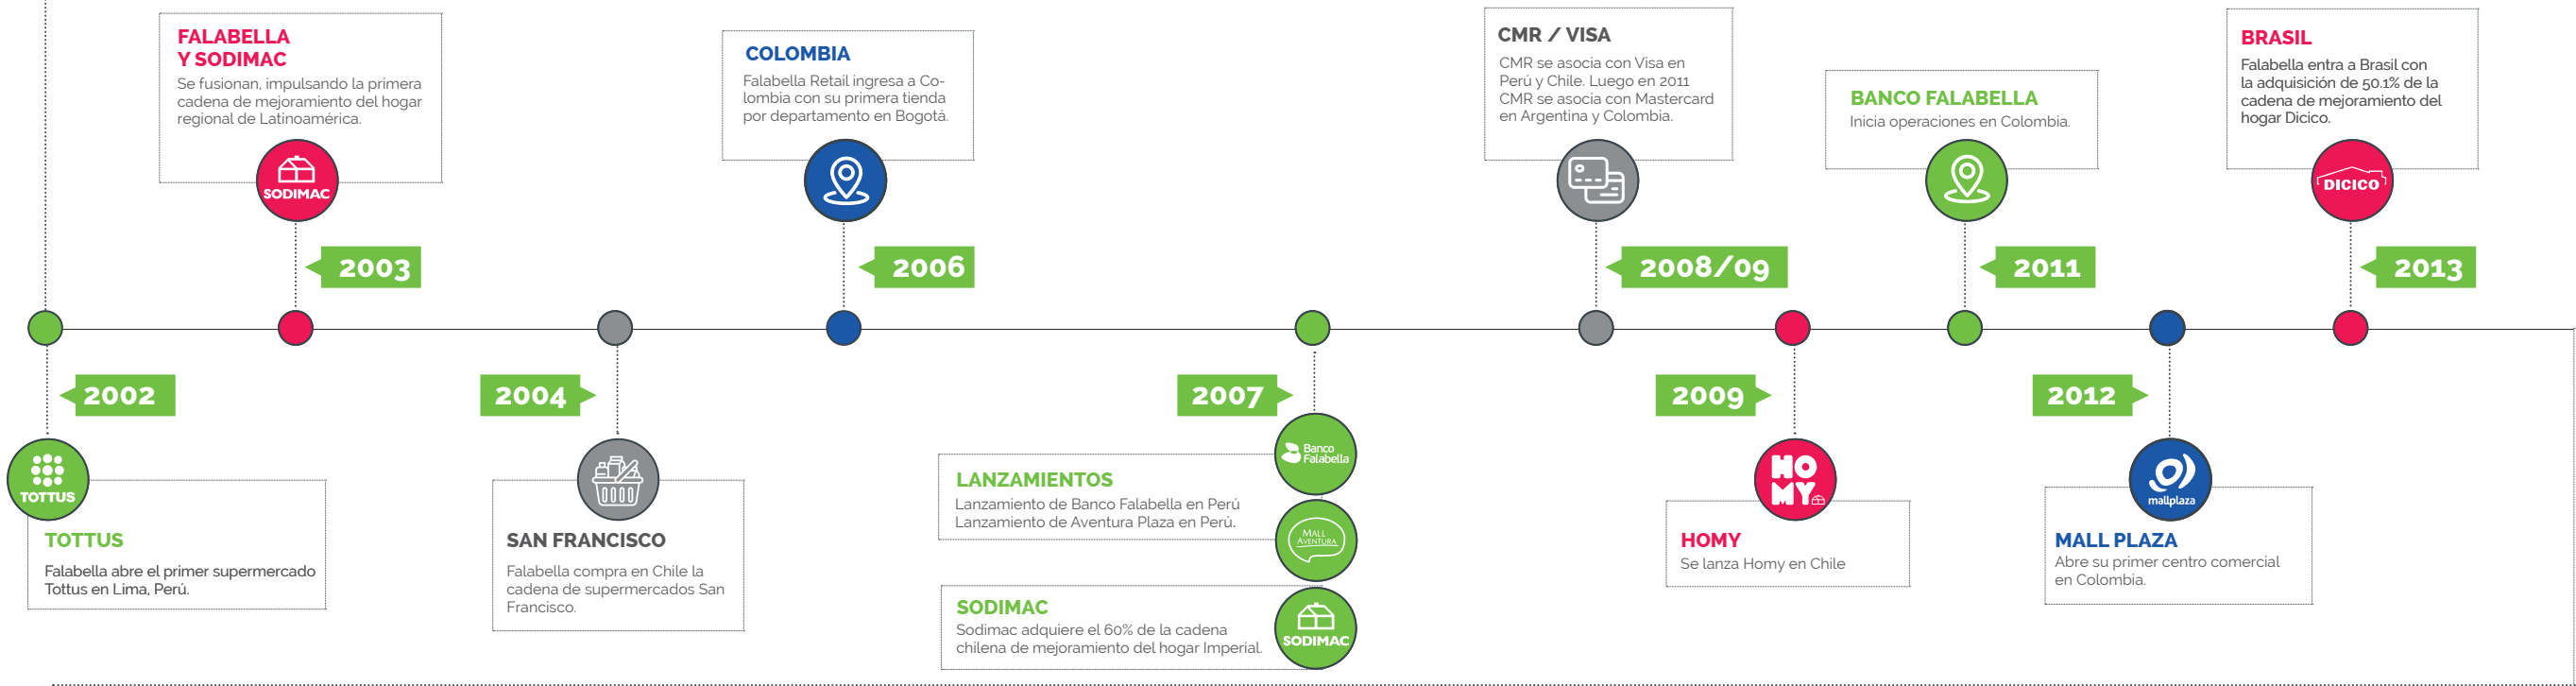 FALABELLA
Y SODIMAC
Se fusionan, impulsando la primera
cadena de mejoramiento del hogar
regional de Latinoamérica.
SODIMAC
2003
COLOMBIA
Falabella Retail ingresa a Co-
lombia con su primera tienda
por departamento en Bogotá.
2006
CMR / VISA
CMR se asocia con Visa en
Perú y Chile. Luego en 2011
CMR se asocia con Mastercard
en Argentina y Colombia.
2008/09
BANCO FALABELLA
Inicia operaciones en Colombia.
2011
BRASIL
Falabella entra a Brasil con
la adquisición de 50.1% de la
cadena de mejoramiento del
hogar Dicico.
DICICO
2013
2002
TOTTUS
TOTTUS
Falabella abre el primer supermercado
Tottus en Lima, Perú.
2004
SAN FRANCISCO
Falabella compra en Chile la
cadena de supermercados San
Francisco.
2007
Banco
Falabella
LANZAMIENTOS
Lanzamiento de Banco Falabella en Perú
Lanzamiento de Aventura Plaza en Perú.
MALL
AVENTURA
SODIMAC
Sodimac adquiere el 60% de la cadena
chilena de mejoramiento del hogar Imperial.
SODIMAC
2009
HO
MY
HOMY
Se lanza Homy en Chile
2012
mallplaza
MALL PLAZA
Abre su primer centro comercial
en Colombia.